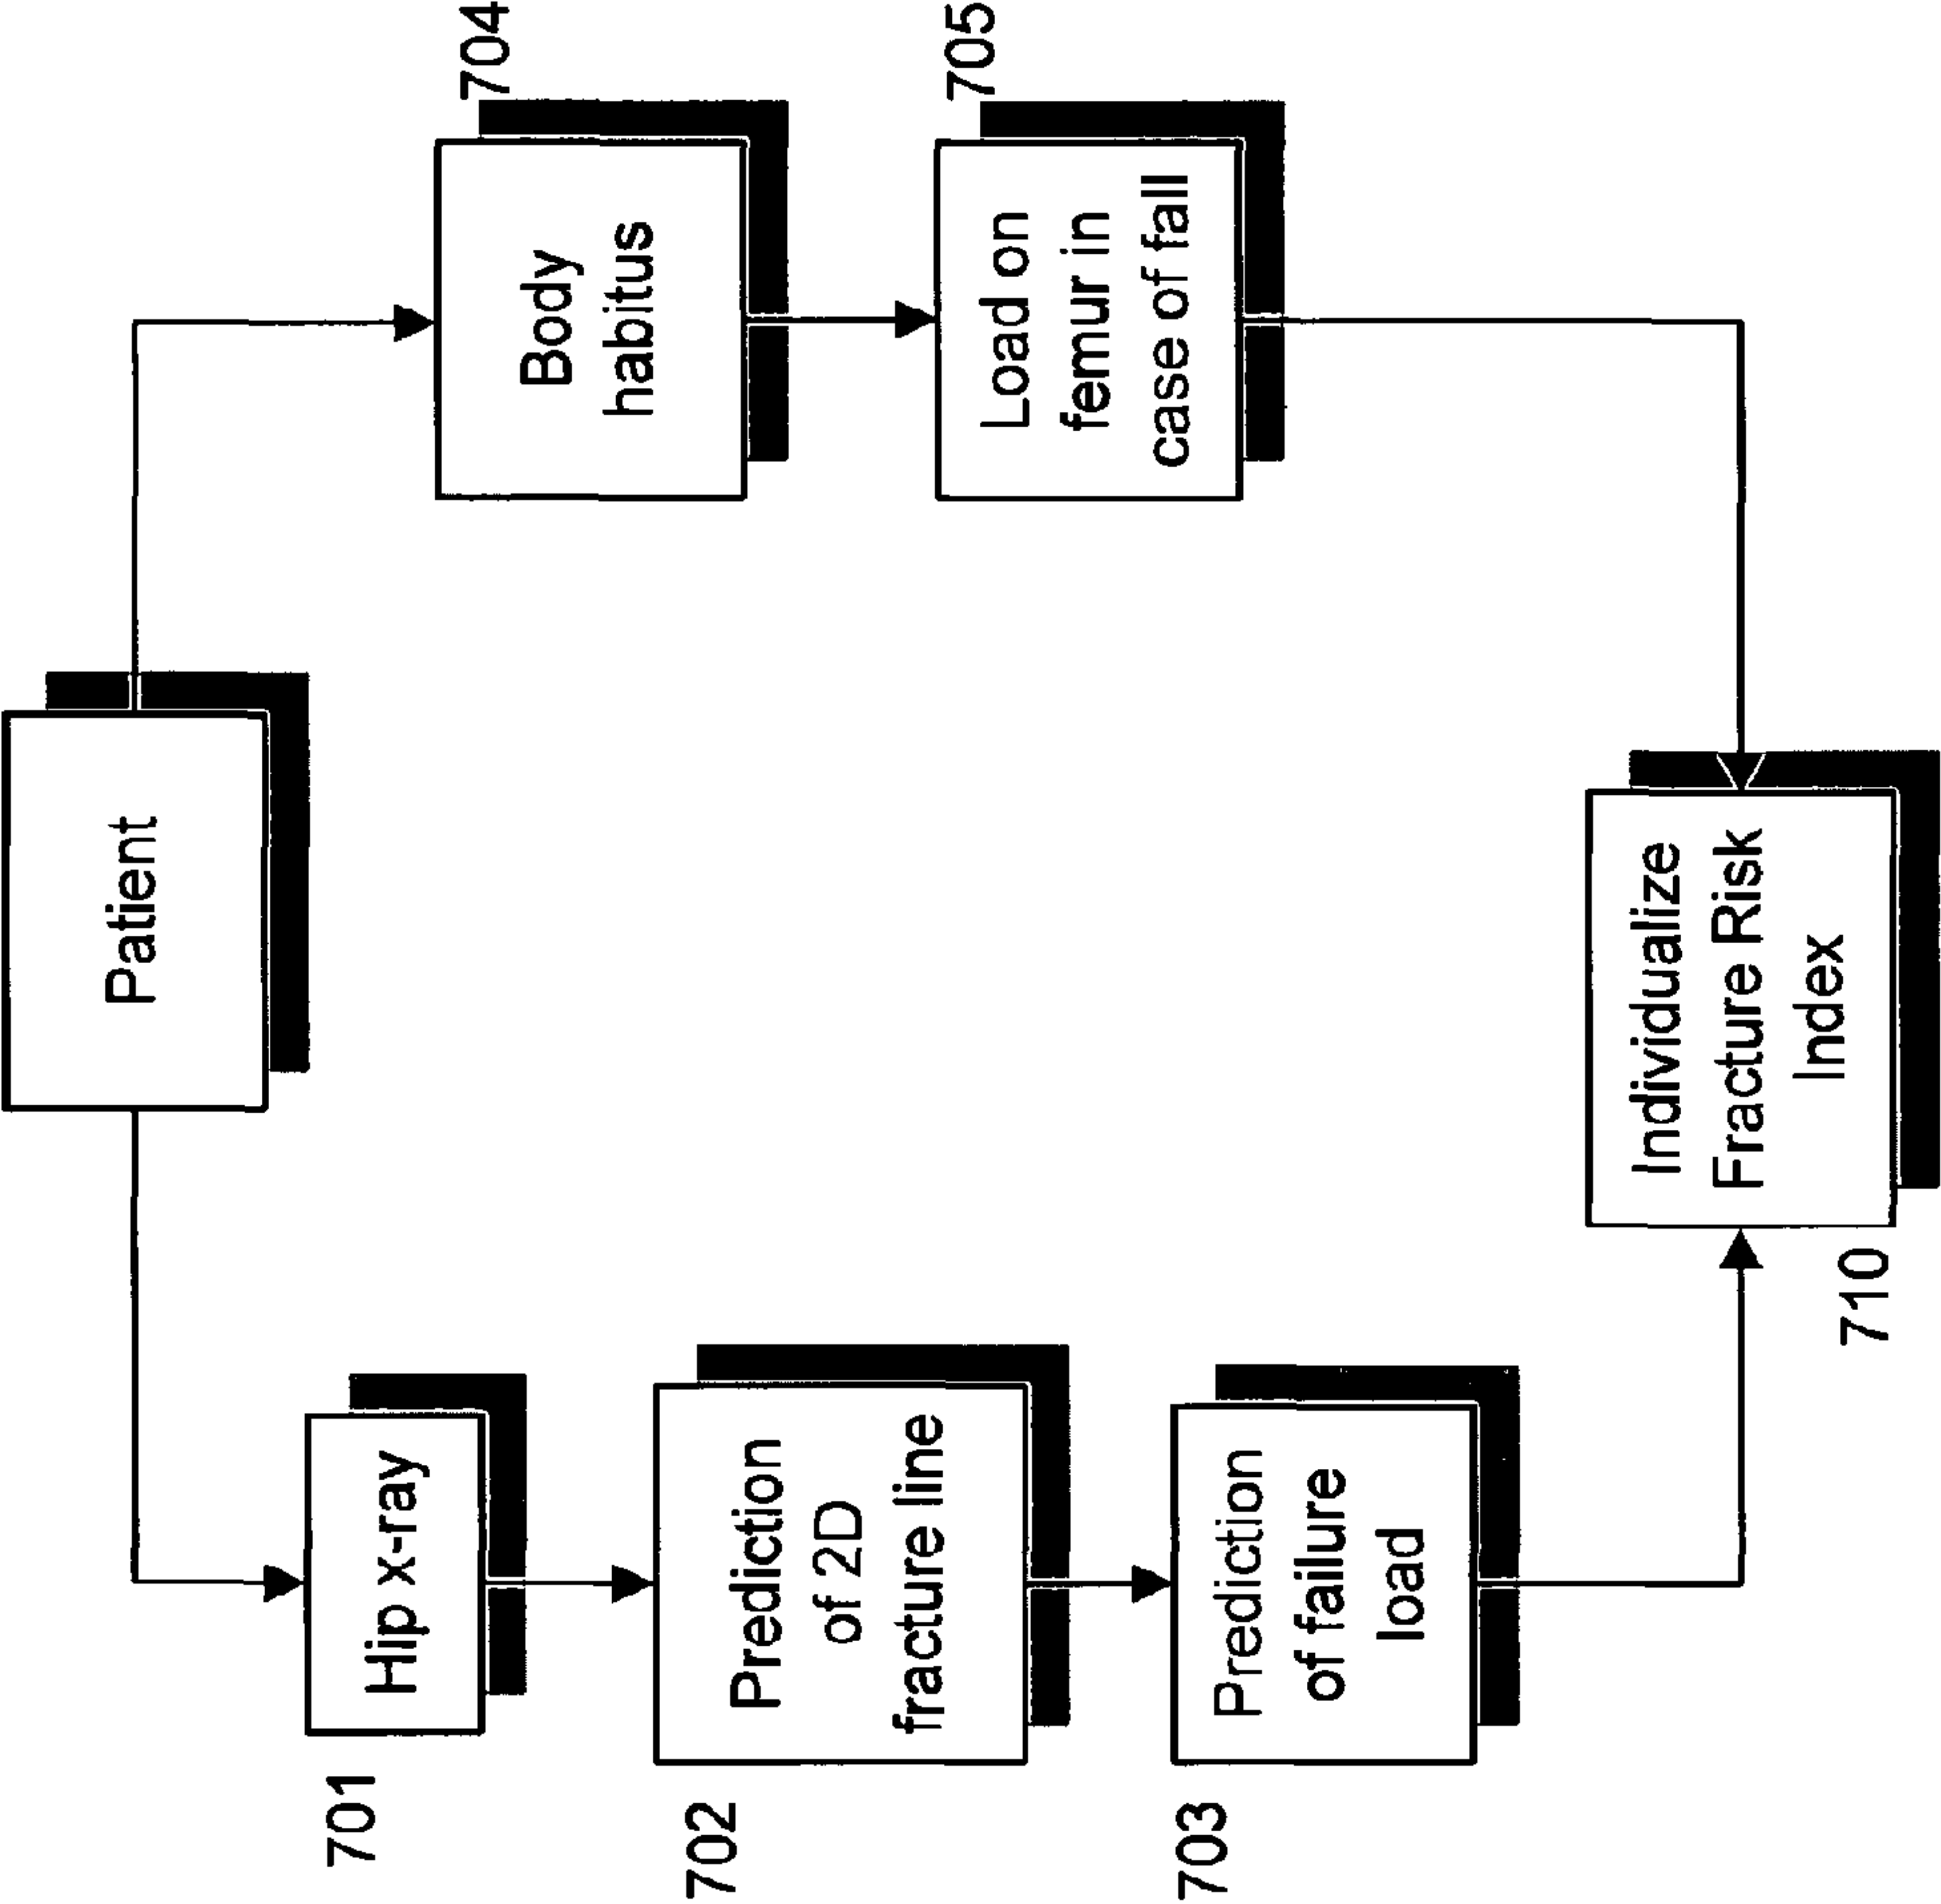 Patient
701
Hip x-ray
702
Prediction
of 2D
fracture line
703
Prediction
of failure
load
704
Body
habitus
705
Load on
femur in
case of fall
710
Individualize
Fracture Risk
Index